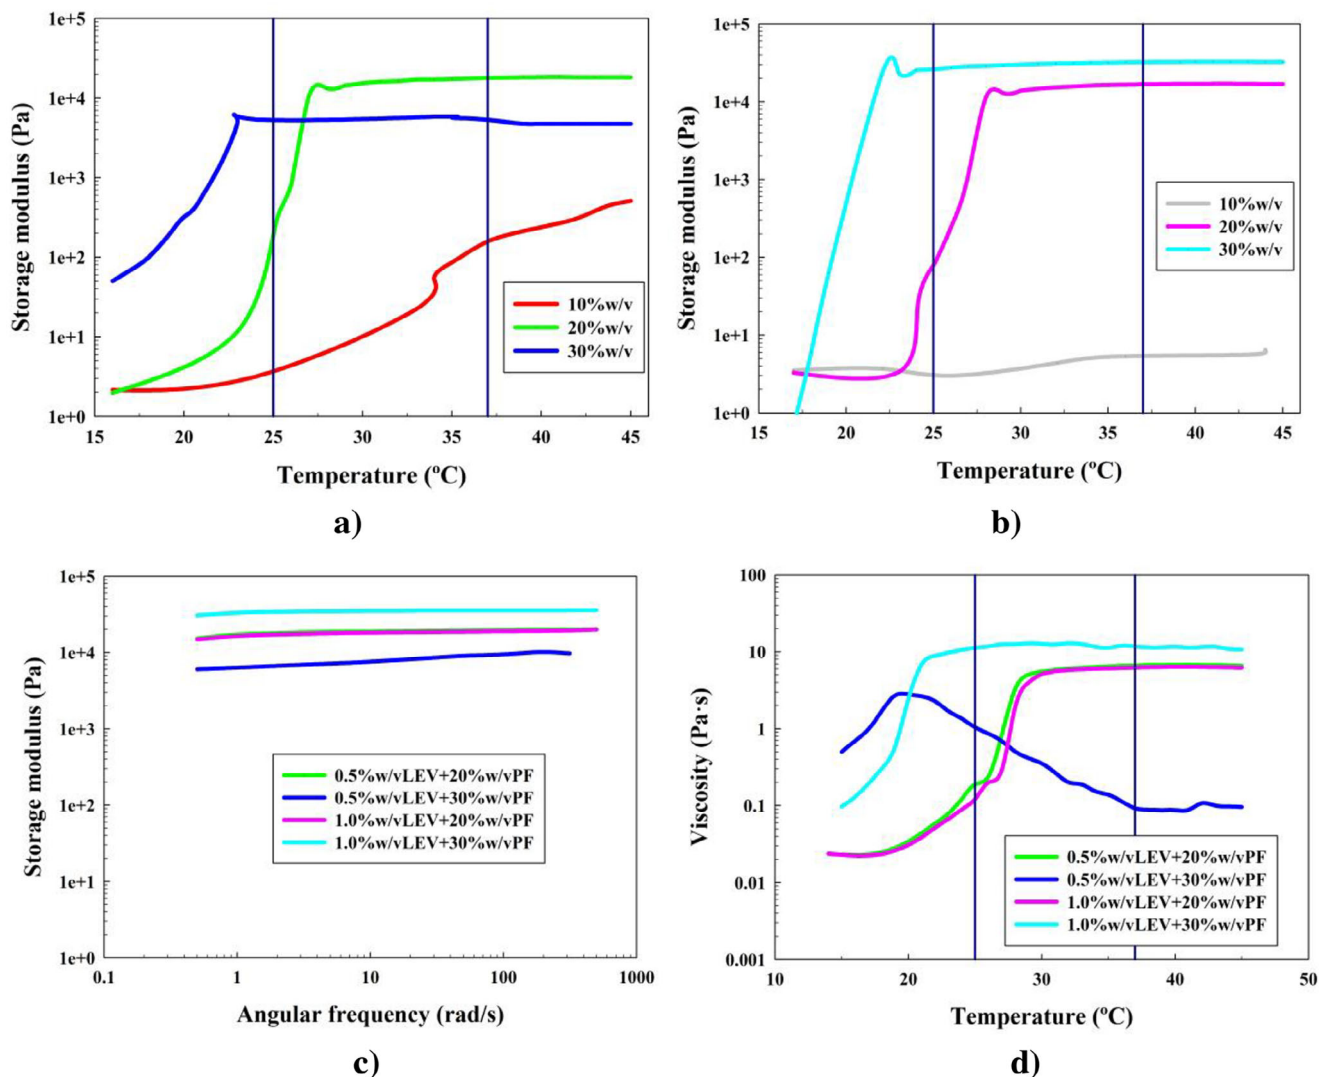 1e+5
1e+4
1e+3
1e+2
1e+1
1e+0
Storage modulus (Pa)
10%w/v
20%w/v
30%w/v
15 20 25 30 35 40 45
Temperature (ºC)
a)
1e+5
1e+4
1e+3
1e+2
1e+1
1e+0
Storage modulus (Pa)
10%w/v
20%w/v
30%w/v
15 20 25 30 35 40 45
Temperature (ºC)
b)
1e+5
1e+4
1e+3
1e+2
1e+1
1e+0
Storage modulus (Pa)
0.5%w/vLEV+20%w/vPF
0.5%w/vLEV+30%w/vPF
1.0%w/vLEV+20%w/vPF
1.0%w/vLEV+30%w/vPF
0.1 1 10 100 1000
Angular frequency (rad/s)
c)
100
10
1
0.1
0.01
0.001
Viscosity (Pa·s)
0.5%w/vLEV+20%w/vPF
0.5%w/vLEV+30%w/vPF
1.0%w/vLEV+20%w/vPF
1.0%w/vLEV+30%w/vPF
10 20 30 40 50
Temperature (ºC)
d)